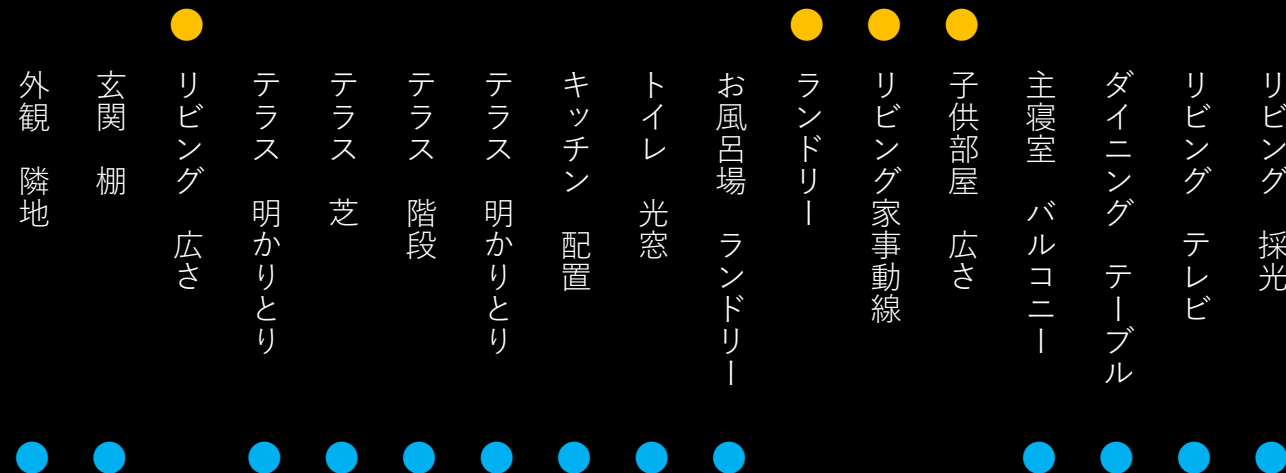 外観　隣地
玄関　棚
リビング　広さ
テラス　明かりとり
テラス　芝
テラス　階段
テラス　明かりとり
キッチン　配置
トイレ　光窓
お風呂場　ランドリー
ランドリー
リビング家事動線
子供部屋　広さ
主寝室　バルコニー
ダイニング　テーブル
リビング　テレビ
リビング　採光